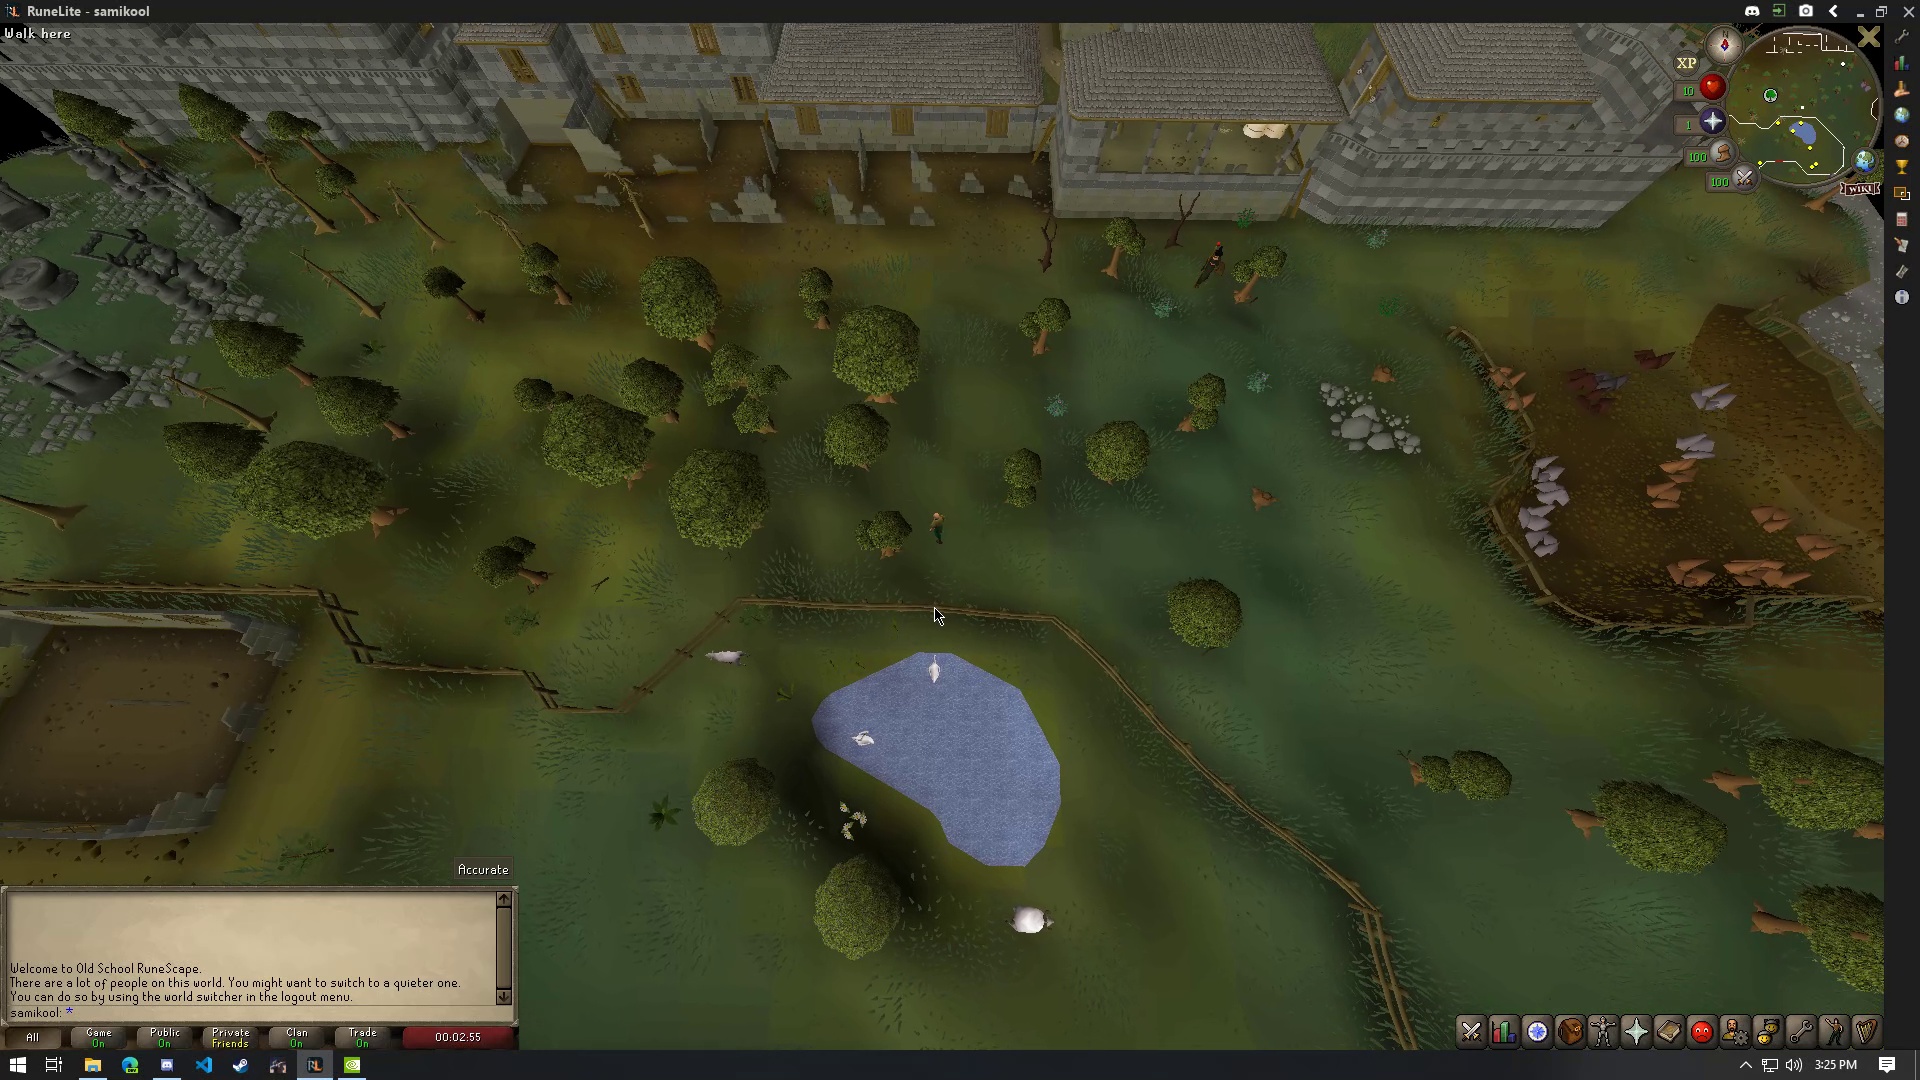 RuneLite - samikool
Walk here
N
XP
10
1
100
100
WIKI
Accurate
Welcome to Old School RuneScape.
There are a lot of people on this world. You might want to switch to a quieter one.
You can do so by using the world switcher in the logout menu.
samikool: *
All
Game
On
Public
On
Private
Friends
Clan
On
Trade
On
00:02:55
3:25 PM